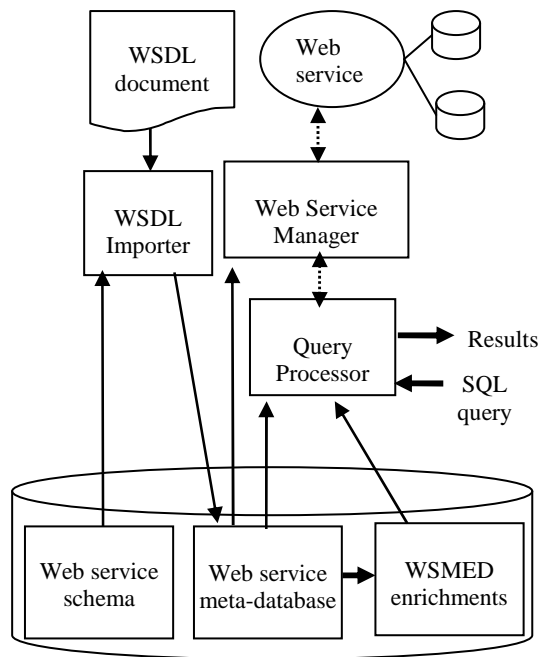 WSDL
document
Web
service
WSDL
Importer
Web Service
Manager
Query
Processor
Results
SQL
query
Web service
schema
Web service
meta-database
WSMED
enrichments